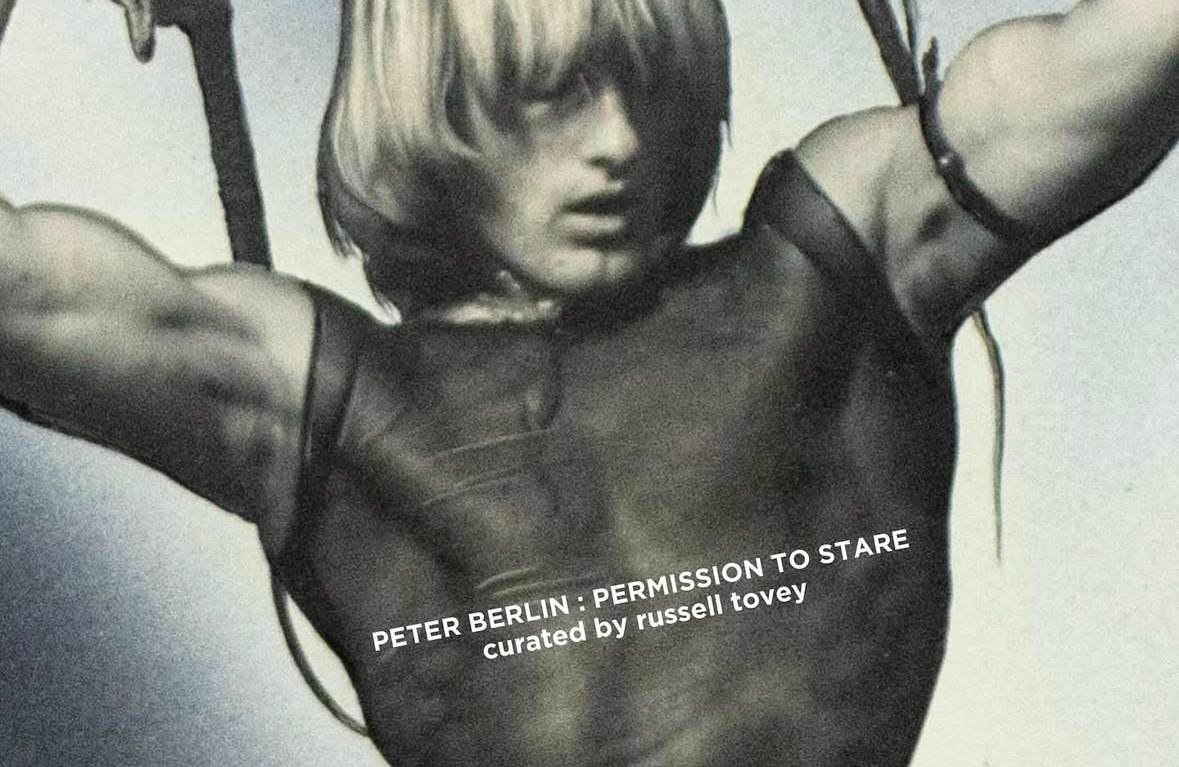 PETER BERLIN : PERMISSION TO STARE
curated by russell tovey